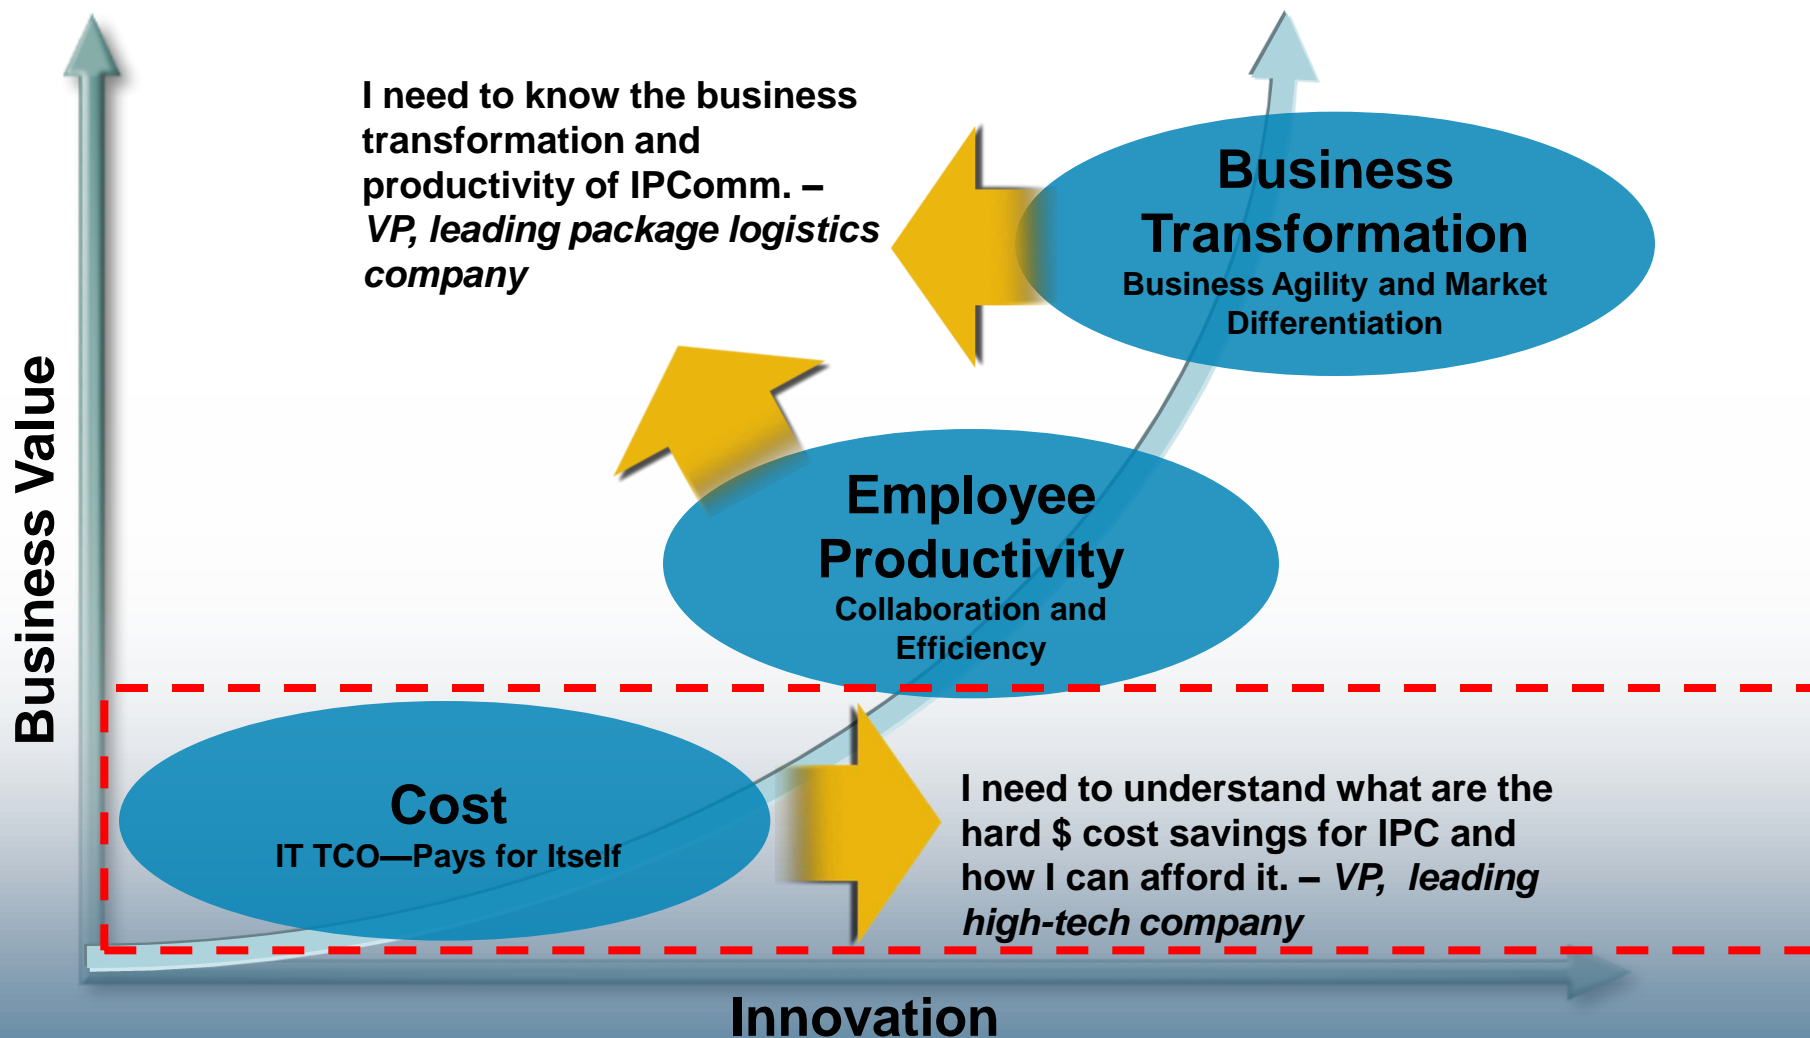 I need to know the business
transformation and
productivity of IPComm. –
VP, leading package logistics
company
Business
Transformation
Business Agility and Market
Differentiation
Business Value
Employee
Productivity
Collaboration and
Efficiency
Cost
IT TCO—Pays for Itself
I need to understand what are the
hard $ cost savings for IPC and
how I can afford it. – VP, leading
high-tech company
Innovation